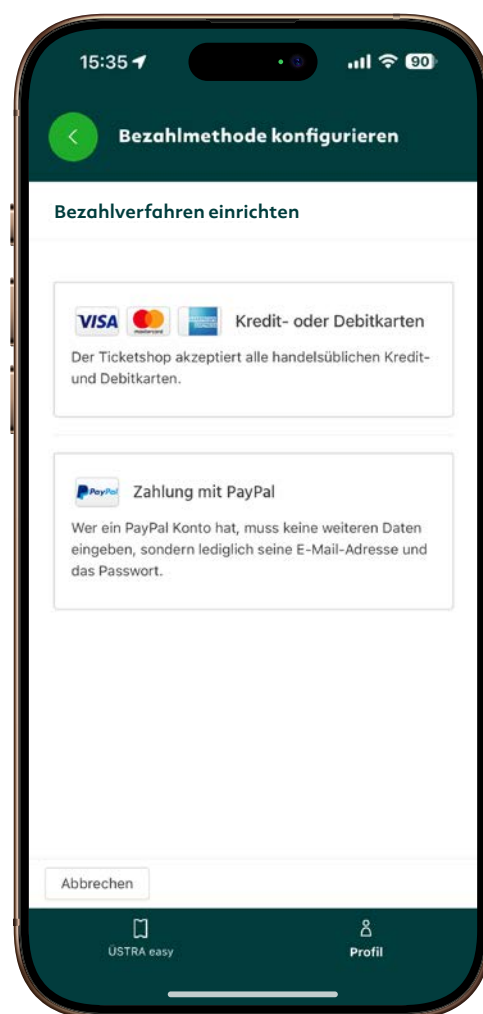 15:35
90
Bezahlmethode konfigurieren
Bezahlverfahren einrichten
VISA mastercard Kredit- oder Debitkarten
Der Ticketshop akzeptiert alle handelsüblichen Kredit-
und Debitkarten.
PayPal Zahlung mit PayPal
Wer ein PayPal Konto hat, muss keine weiteren Daten
eingeben, sondern lediglich seine E-Mail-Adresse und
das Passwort.
Abbrechen
ÜSTRA easy
Profil